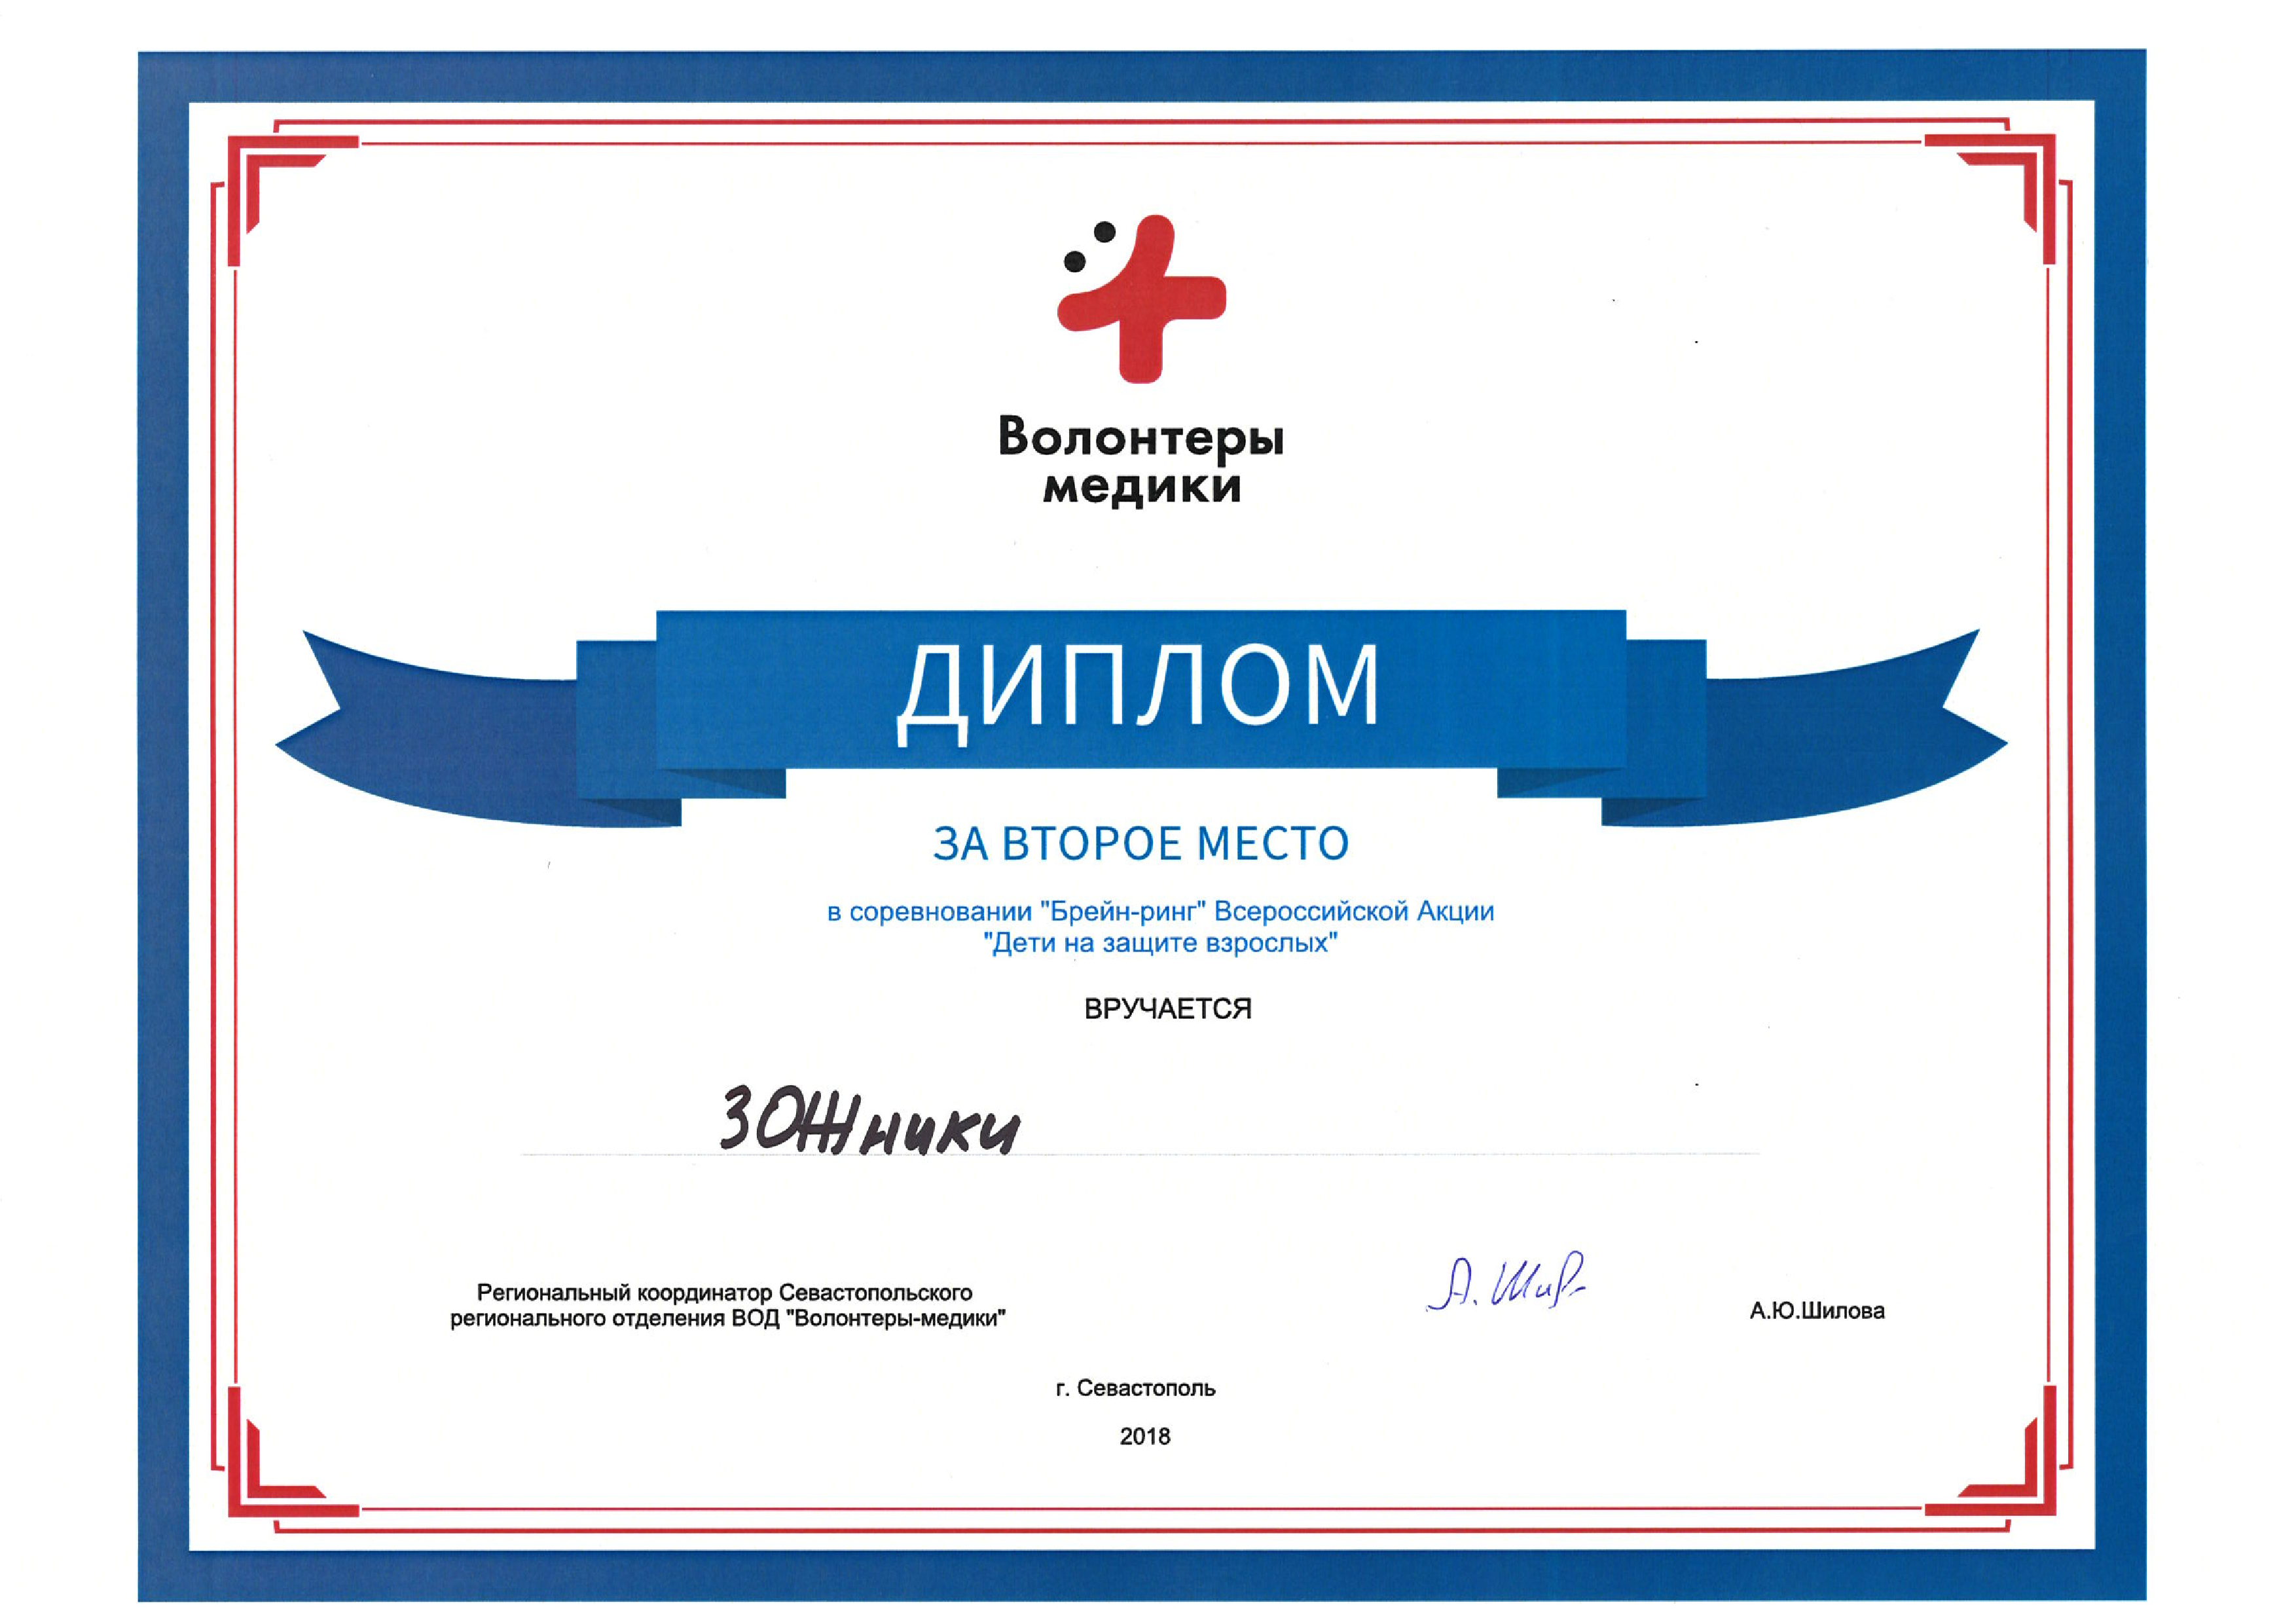 Волонтеры
медики
ДИПЛОМ
ЗА ВТОРОЕ МЕСТО
в соревновании "Брейн-ринг" Всероссийской Акции
"Дети на защите взрослых"
ВРУЧАЕТСЯ
ЗОЖники
Региональный координатор Севастопольского
регионального отделения ВОД "Волонтеры-медики"
А.Ю.Шилова
г. Севастополь
2018